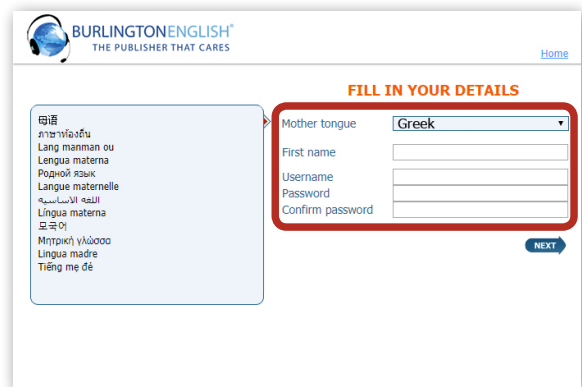 BURLINGTONENGLISH®
THE PUBLISHER THAT CARES
Home
FILL IN YOUR DETAILS
母语
ภาษาท้องถิ่น
Lang manman ou
Lengua materna
Родной язык
Langue maternelle
اللغه الاساسيه
Língua materna
모국어
Μητρική γλώσσα
Lingua madre
Tiếng mẹ đẻ
Mother tongue Greek
First name
Username
Password
Confirm password
NEXT